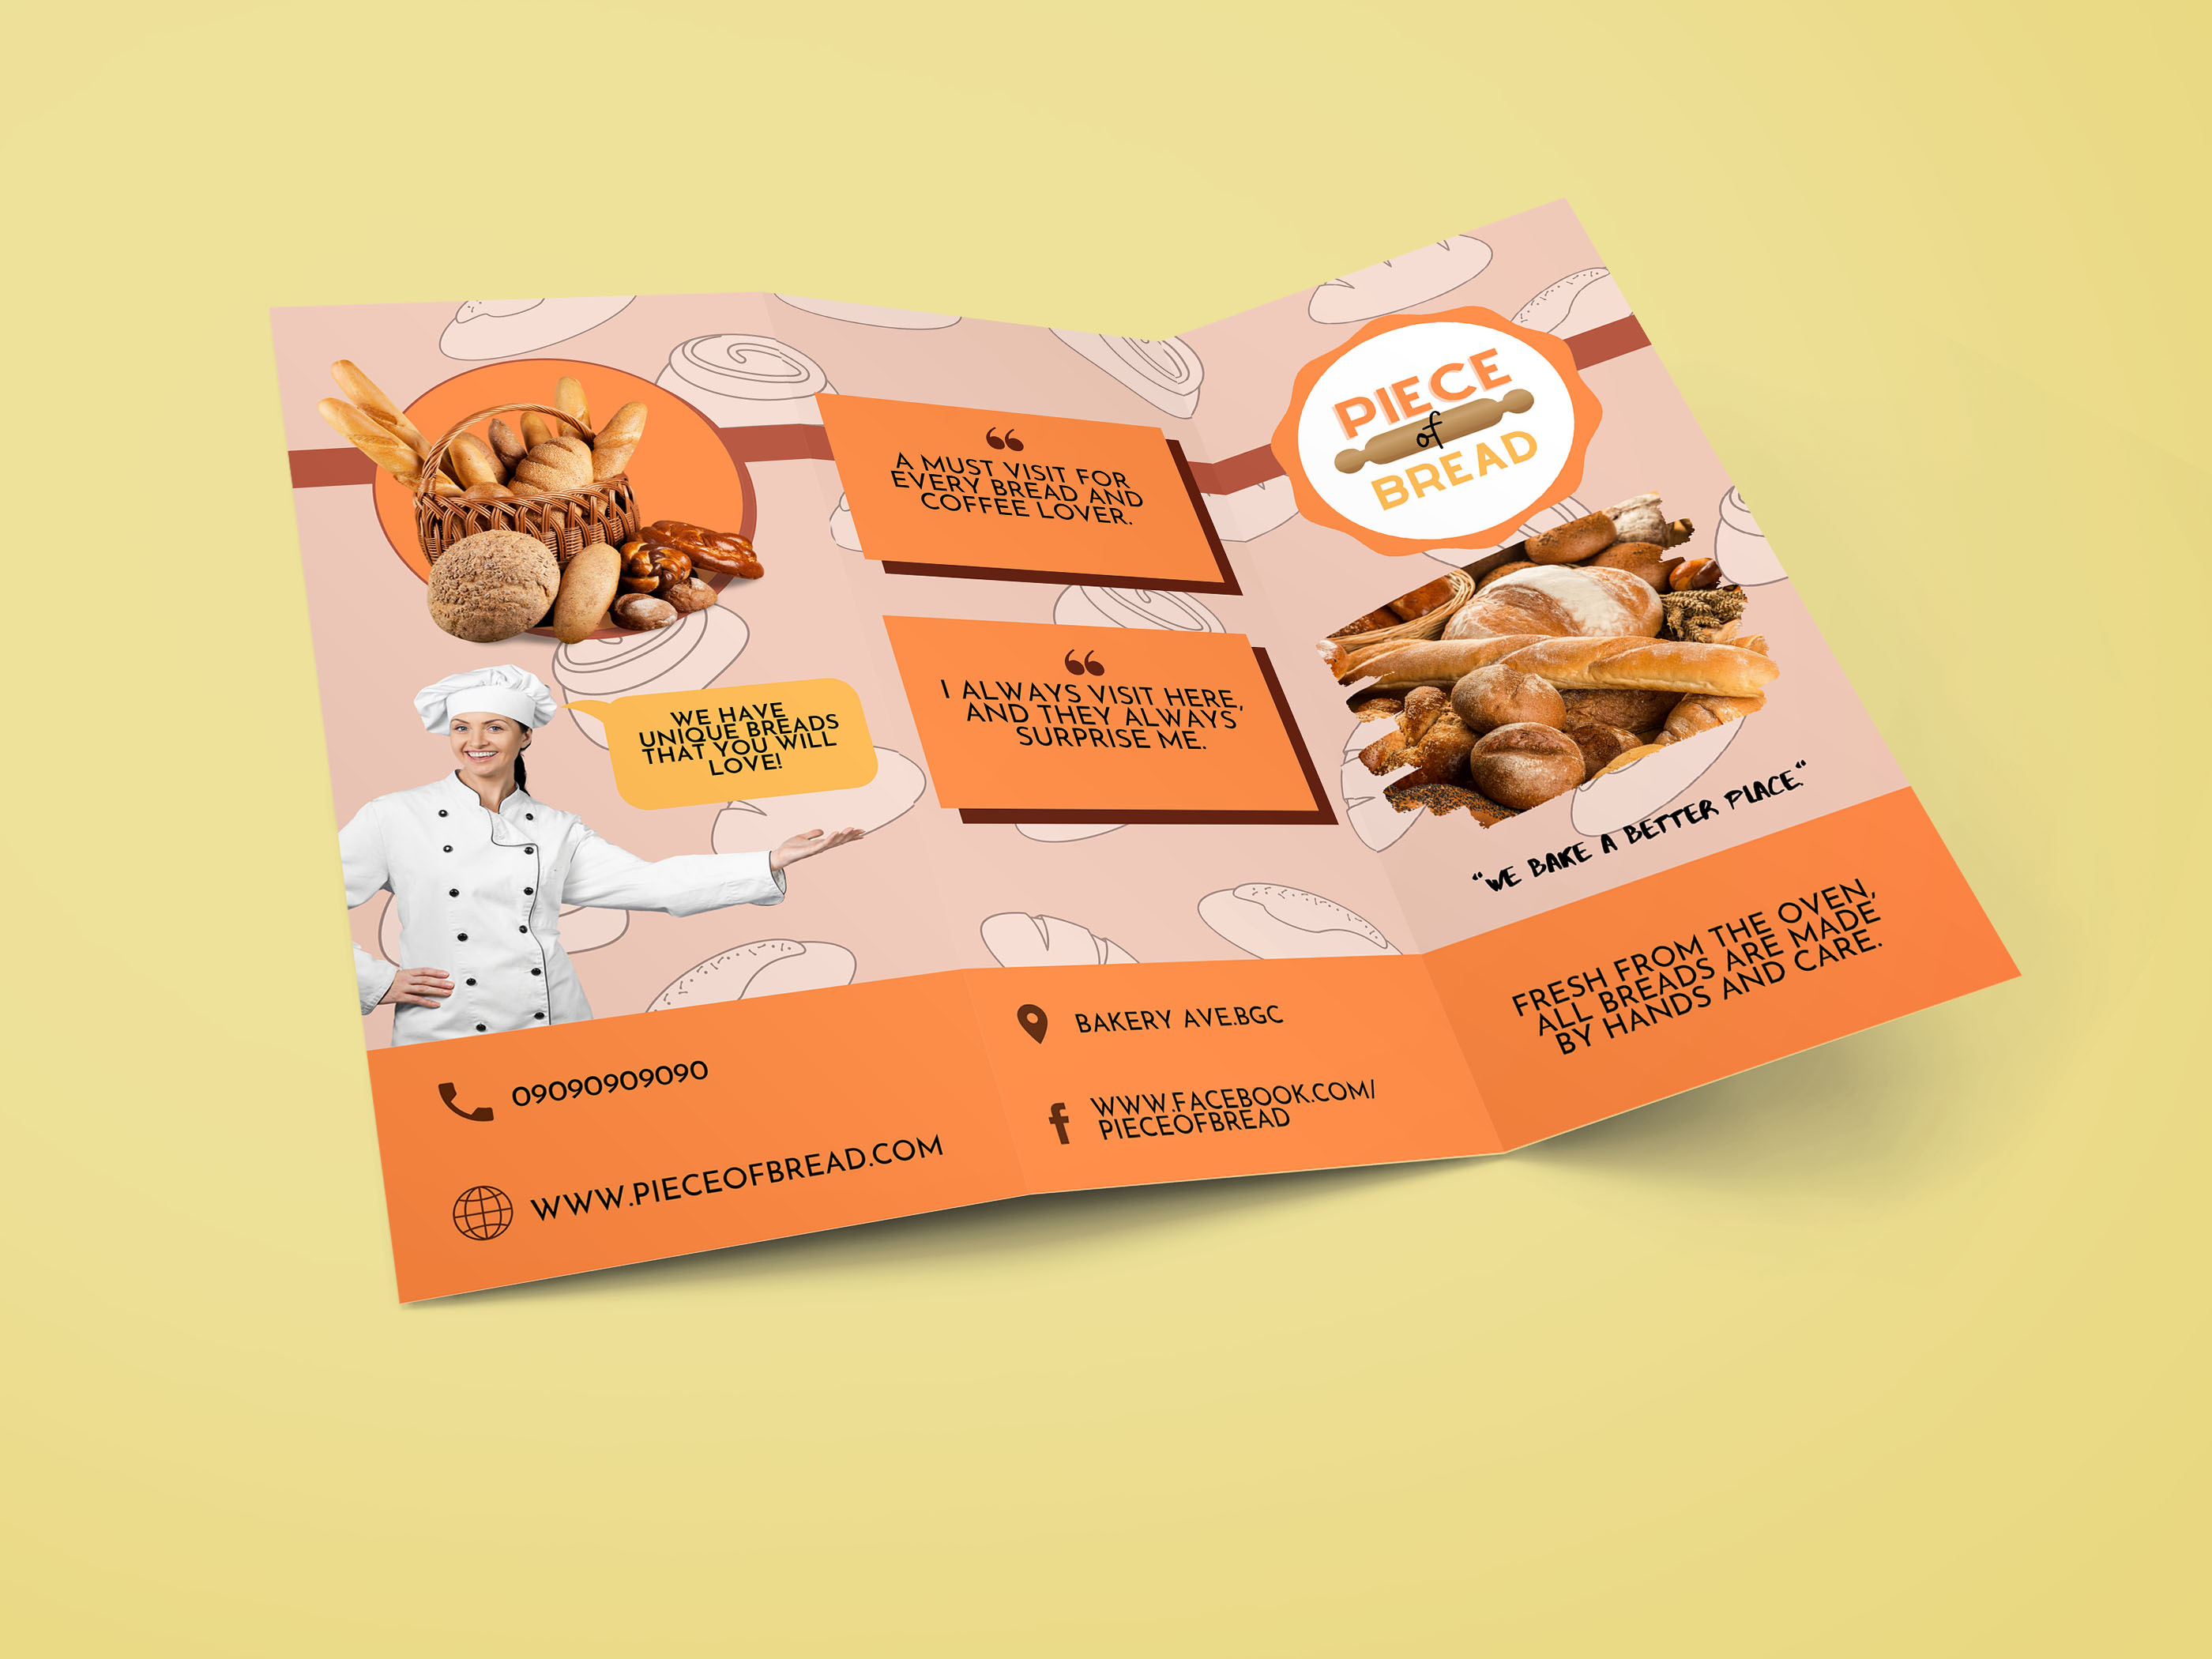 WE HAVE
UNIQUE BREADS
THAT YOU WILL
LOVE!
09090909090
WWW.PIECEOFBREAD.COM
“
A MUST VISIT FOR
EVERY BREAD AND
COFFEE LOVER.
“
I ALWAYS VISIT HERE,
AND THEY ALWAYS
SURPRISE ME.
BAKERY AVE.BGC
f
WWW.FACEBOOK.COM/
PIECEOFBREAD
PIECE
of
BREAD
“WE BAKE A BETTER PLACE.“
FRESH FROM THE OVEN,
ALL BREADS ARE MADE
BY HANDS AND CARE.